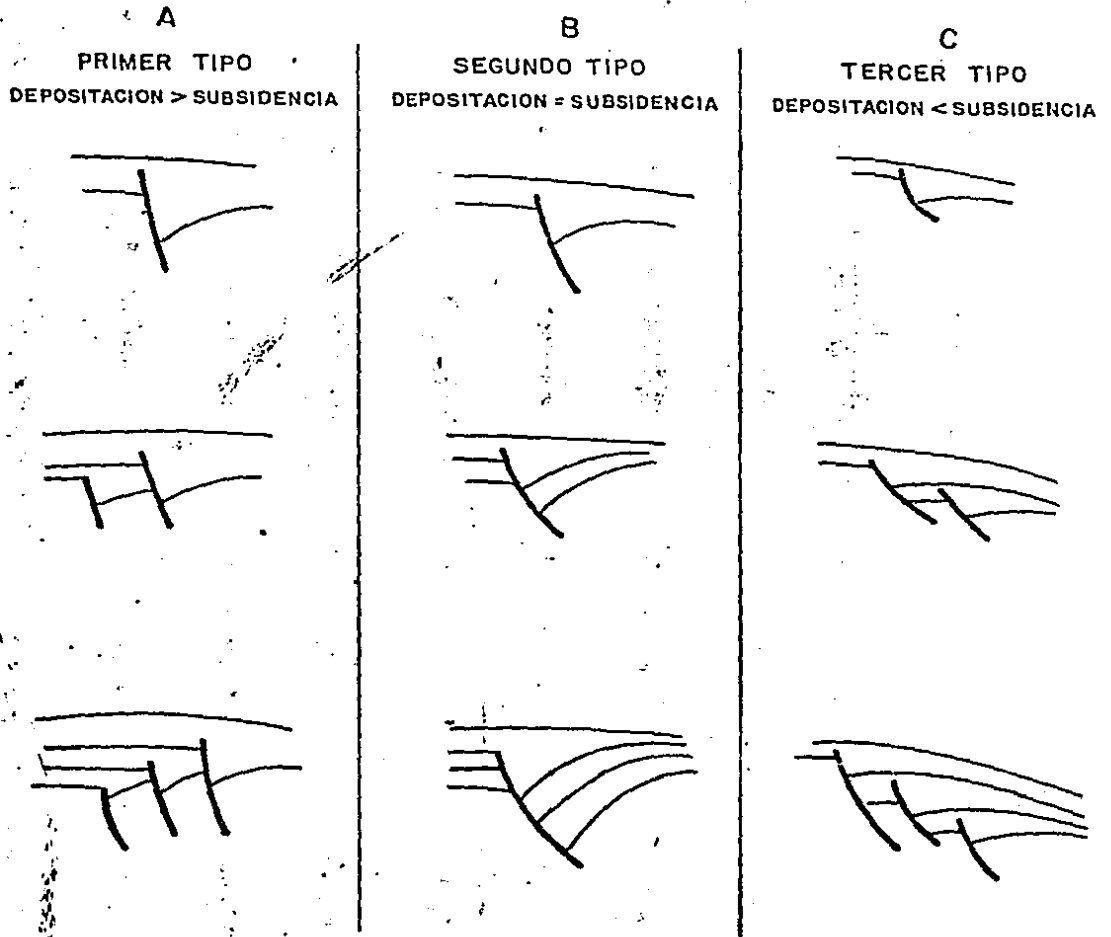 A
PRIMER TIPO
DEPOSITACION > SUBSIDENCIA
B
SEGUNDO TIPO
DEPOSITACION = SUBSIDENCIA
C
TERCER TIPO
DEPOSITACION < SUBSIDENCIA